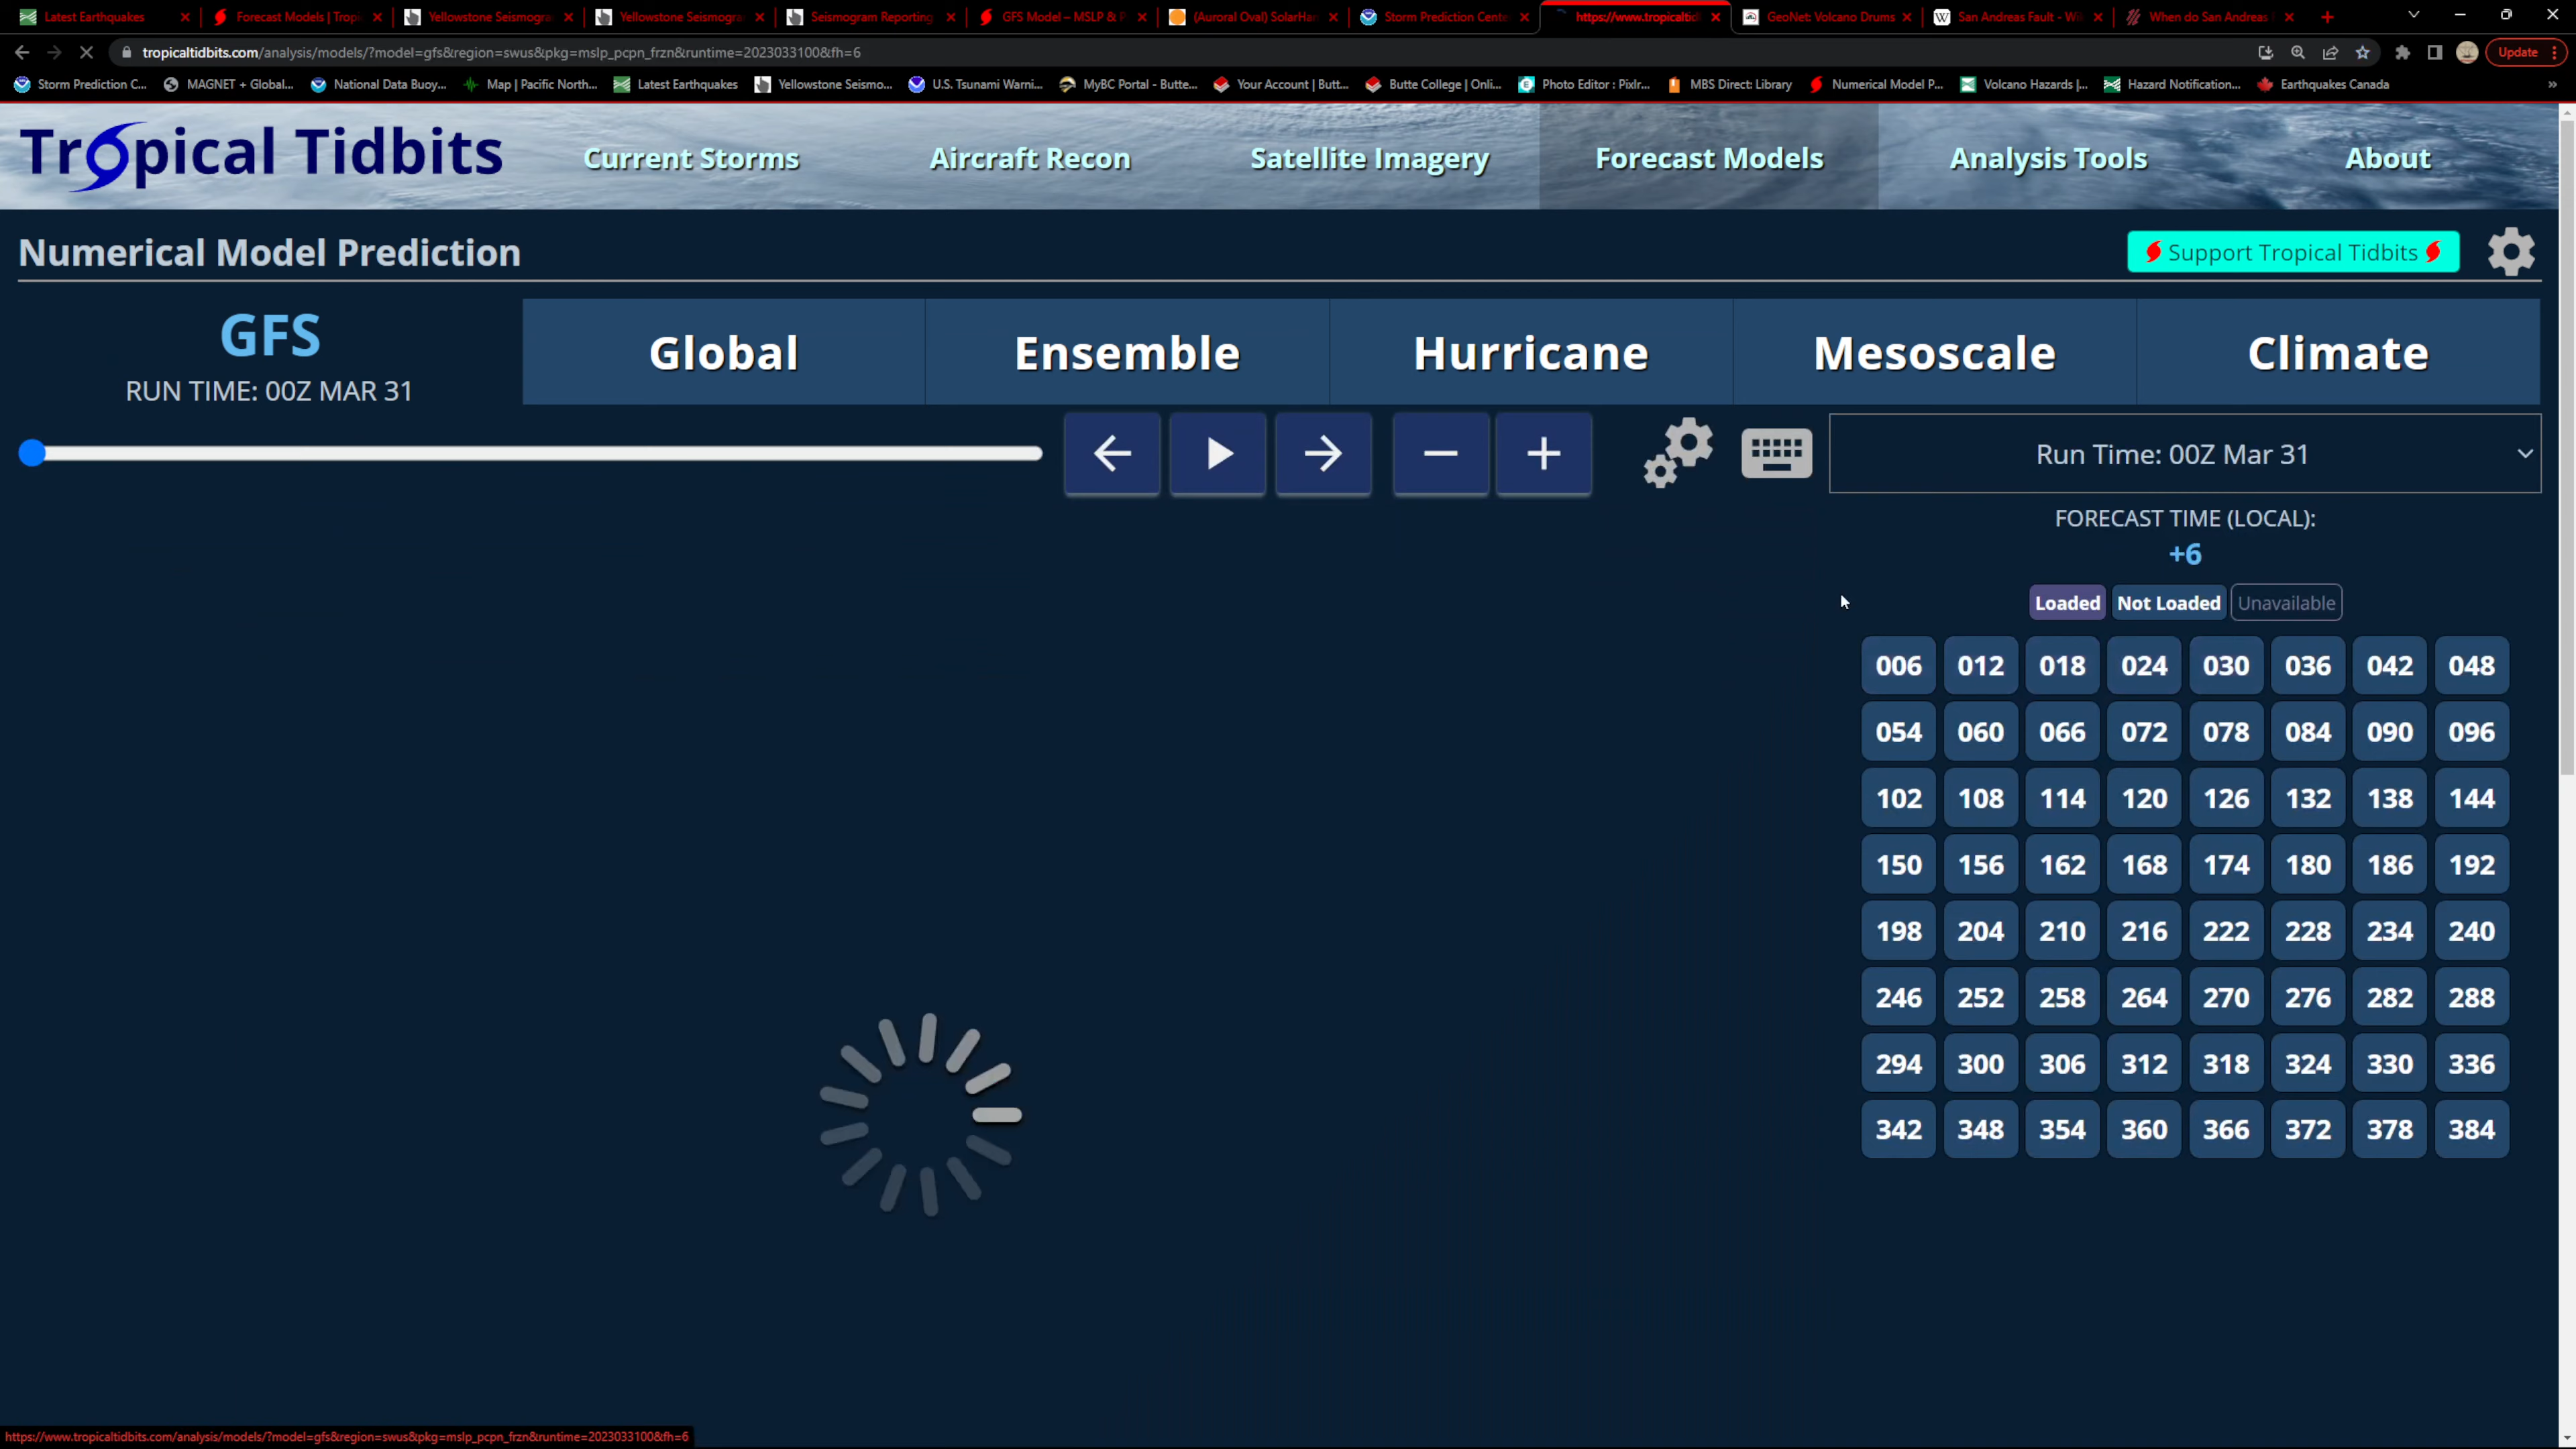 Latest Earthquakes
Forecast Models | Trop
Yellowstone Seismogra
Yellowstone Seismogra
Seismogram Reporting
GFS Model – MSLP & P
(Auroral Oval) SolarHa
Storm Prediction Cente
https://www.tropicaltid
GeoNet: Volcano Drums
San Andreas Fault - Wi
When do San Andreas
tropicaltidbits.com/analysis/models/?model=gfs&region=swus&pkg=mslp_pcpn_frzn&runtime=2023033100&fh=6
Update
Storm Prediction C...
MAGNET + Global...
National Data Buoy...
Map | Pacific North...
Latest Earthquakes
Yellowstone Seismo...
U.S. Tsunami Warni...
MyBC Portal - Butte...
Your Account | Butt...
Butte College | Onli...
Photo Editor : Pixlr...
MBS Direct: Library
Numerical Model P...
Volcano Hazards |...
Hazard Notification...
Earthquakes Canada
»
Tropical Tidbits
Current Storms
Aircraft Recon
Satellite Imagery
Forecast Models
Analysis Tools
About
Numerical Model Prediction
Support Tropical Tidbits
GFS
RUN TIME: 00Z MAR 31
Global
Ensemble
Hurricane
Mesoscale
Climate
Run Time: 00Z Mar 31
FORECAST TIME (LOCAL):
+6
Loaded Not Loaded Unavailable
006 012 018 024 030 036 042 048
054 060 066 072 078 084 090 096
102 108 114 120 126 132 138 144
150 156 162 168 174 180 186 192
198 204 210 216 222 228 234 240
246 252 258 264 270 276 282 288
294 300 306 312 318 324 330 336
342 348 354 360 366 372 378 384
https://www.tropicaltidbits.com/analysis/models/?model=gfs&region=swus&pkg=mslp_pcpn_frzn&runtime=2023033100&fh=6